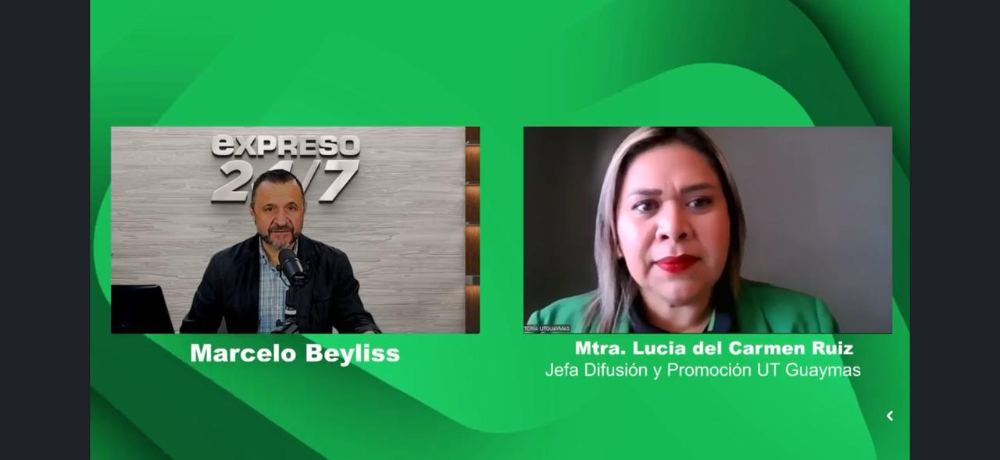 eXPRESO
24/7
TORIA UTGUAYMAS
Marcelo Beyliss
Mtra. Lucia del Carmen Ruiz
Jefa Difusión y Promoción UT Guaymas